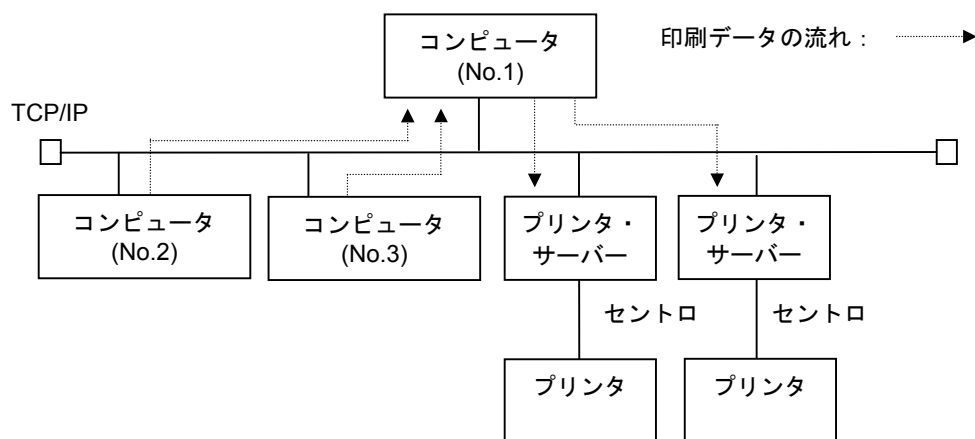 コンピュータ
(No.1)
印刷データの流れ：
TCP/IP
コンピュータ
(No.2)
コンピュータ
(No.3)
プリンタ・
サーバー
プリンタ・
サーバー
セントロ
セントロ
プリンタ
プリンタ